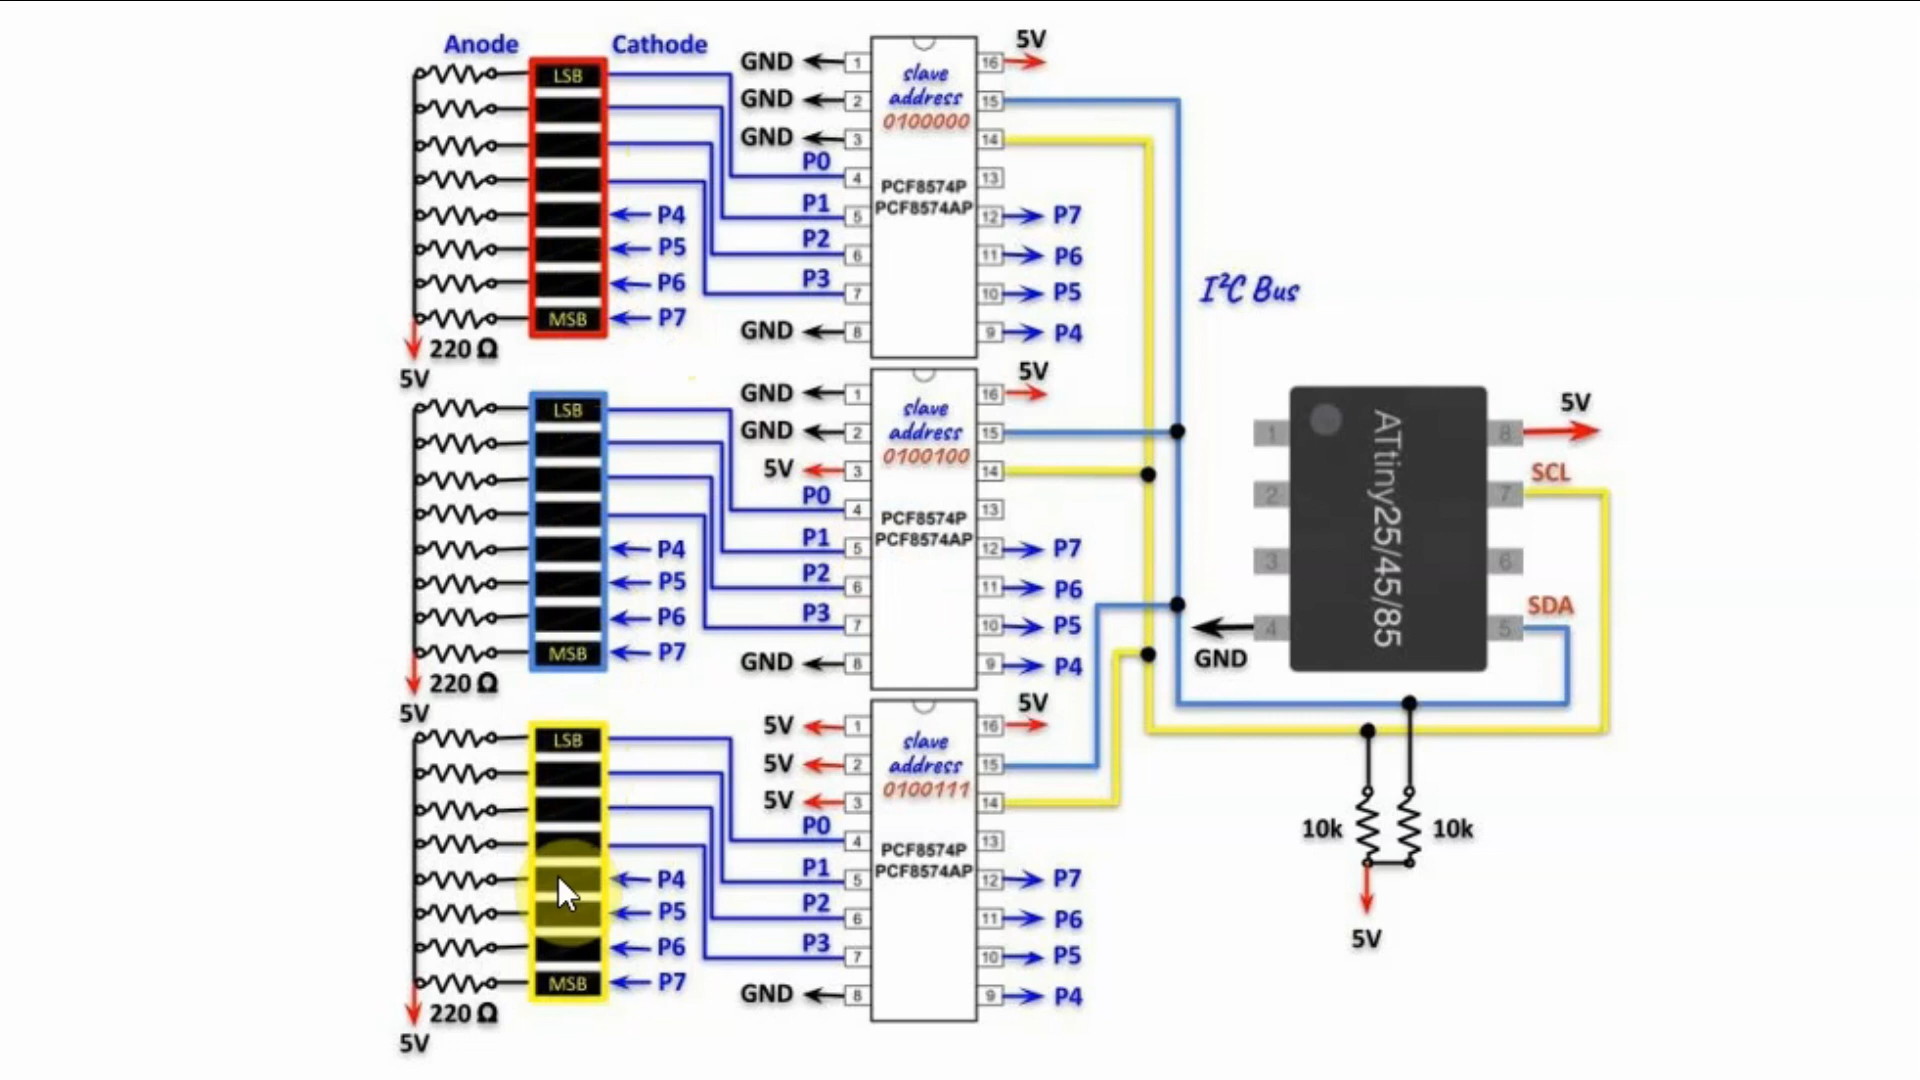 Anode
Cathode
LSB
P4
P5
P6
MSB
P7
220 Ω
5V
GND
1
GND
2
GND
3
P0
4
P1
5
P2
6
P3
7
GND
8
slave
address
0100000
PCF8574P
PCF8574AP
16
5V
15
14
13
12
P7
11
P6
10
P5
9
P4
LSB
P4
P5
P6
MSB
P7
220 Ω
5V
GND
1
GND
2
5V
3
P0
4
P1
5
P2
6
P3
7
GND
8
slave
address
0100100
PCF8574P
PCF8574AP
16
5V
15
14
13
12
P7
11
P6
10
P5
9
P4
LSB
P4
P5
P6
MSB
P7
220 Ω
5V
5V
1
5V
2
5V
3
P0
4
P1
5
P2
6
P3
7
GND
8
slave
address
0100111
PCF8574P
PCF8574AP
16
5V
15
14
13
12
P7
11
P6
10
P5
9
P4
I²C Bus
ATtiny25/45/85
1
2
3
4
GND
8
5V
7
SCL
6
5
SDA
10k
10k
5V